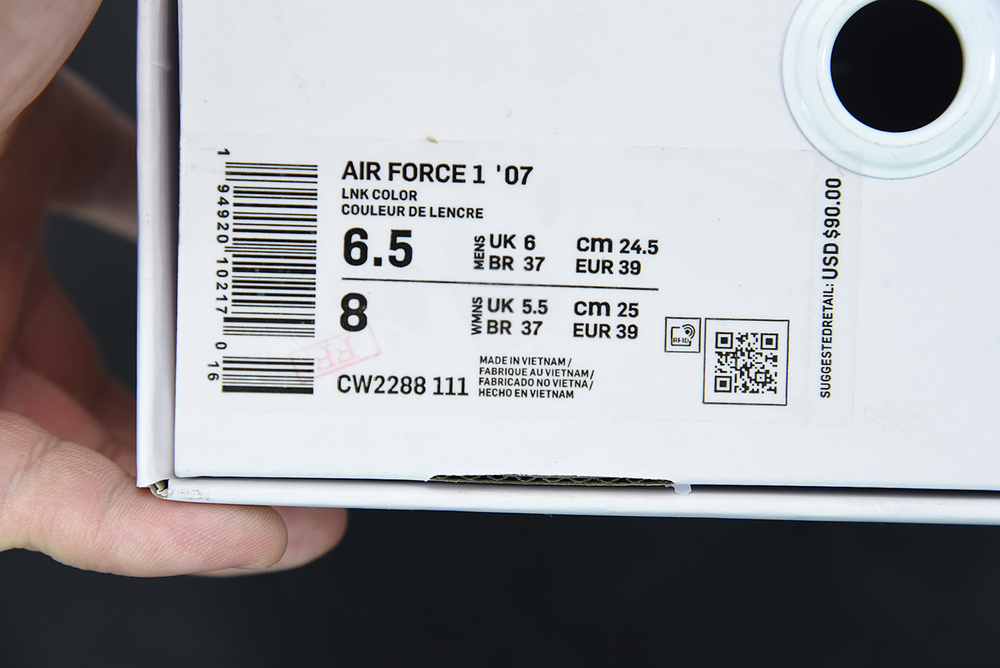 AIR FORCE 1 '07
LNK COLOR
COULEUR DE LENCRE
6.5
MENS
UK 6
cm 24.5
BR 37
EUR 39
8
WMNS
UK 5.5
cm 25
BR 37
EUR 39
RFID
CW2288 111
MADE IN VIETNAM/
FABRIQUE AU VIETNAM/
FABRICADO NO VIETNA/
HECHO EN VIETNAM
1 94920 10217 0 16
SUGGESTEDRETAIL: USD $90.00